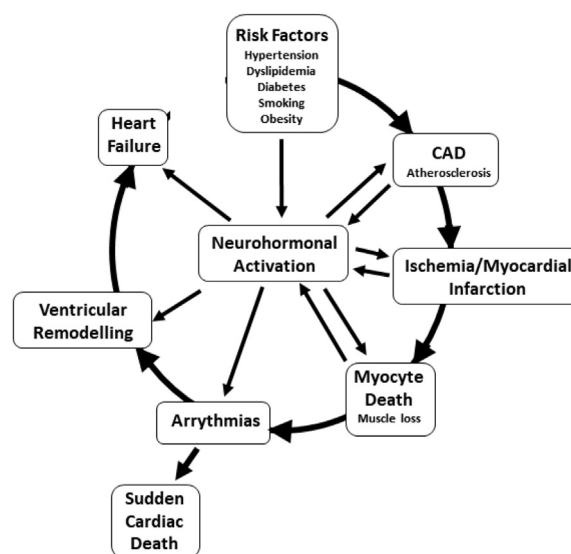 Risk Factors
Hypertension
Dyslipidemia
Diabetes
Smoking
Obesity
Heart
Failure
CAD
Atherosclerosis
Neurohormonal
Activation
Ischemia/Myocardial
Infarction
Ventricular
Remodelling
Myocyte
Death
Muscle loss
Arrythmias
Sudden
Cardiac
Death